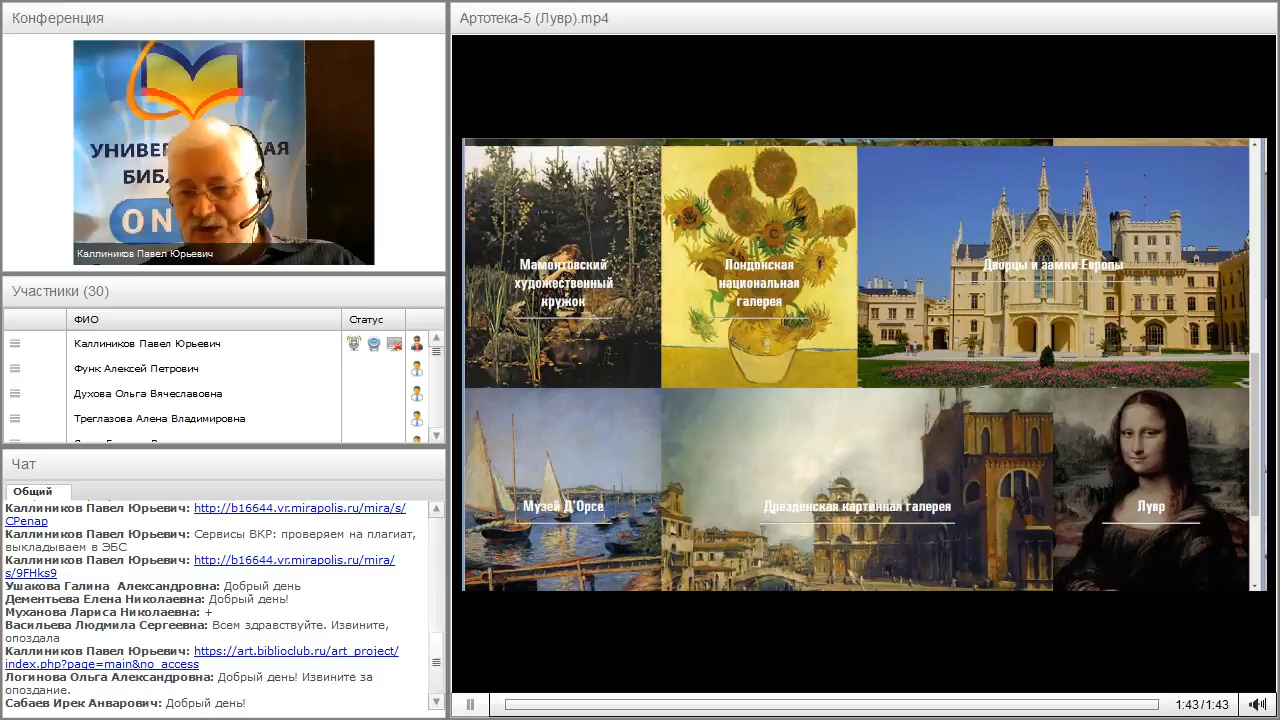 Конференция
УНИВЕР
КАЯ
БИБЛ
ON
Каллиников Павел Юрьевич
Участники (30)
ФИО
Статус
Каллиников Павел Юрьевич
Функ Алексей Петрович
Духова Ольга Вячеславовна
Треглазова Алена Владимировна
Чат
Общий
Каллиников Павел Юрьевич: http://b16644.vr.mirapolis.ru/mira/s/
CPenap
Каллиников Павел Юрьевич: Сервисы ВКР: проверяем на плагиат,
выкладываем в ЭБС
Каллиников Павел Юрьевич: http://b16644.vr.mirapolis.ru/mira/
s/9FHks9
Ушакова Галина Александровна: Добрый день
Дементьева Елена Николаевна: Добрый день!
Муханова Лариса Николаевна: +
Васильева Людмила Сергеевна: Всем здравствуйте. Извините,
опоздала
Каллиников Павел Юрьевич: https://art.biblioclub.ru/art_project/
index.php?page=main&no_access
Логинова Ольга Александровна: Добрый день! Извините за
опоздание.
Сабаев Ирек Анварович: Добрый день!
Артотека-5 (Лувр).mp4
Мамонтовский
художественный
кружок
Лондонская
национальная
галерея
Дворцы и замки Европы
Музей Д'Орсе
Дрезденская картинная галерея
Лувр
1:43/1:43